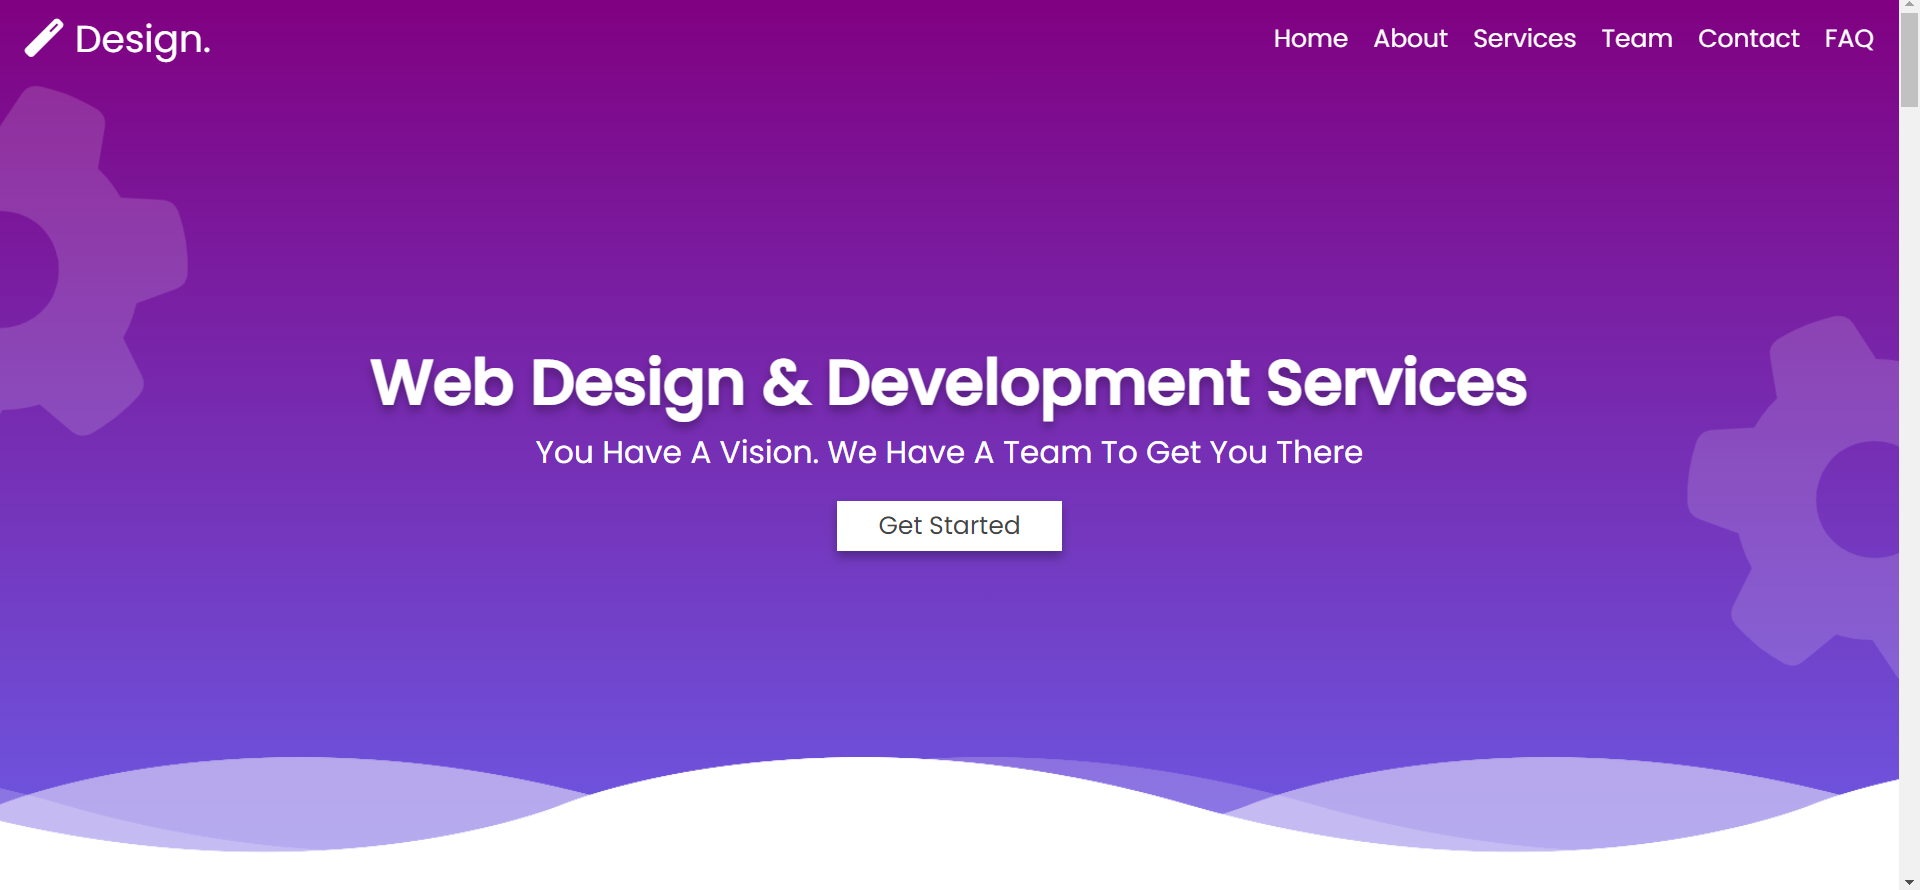 Design.
Home About Services Team Contact FAQ
Web Design & Development Services
You Have A Vision. We Have A Team To Get You There
Get Started